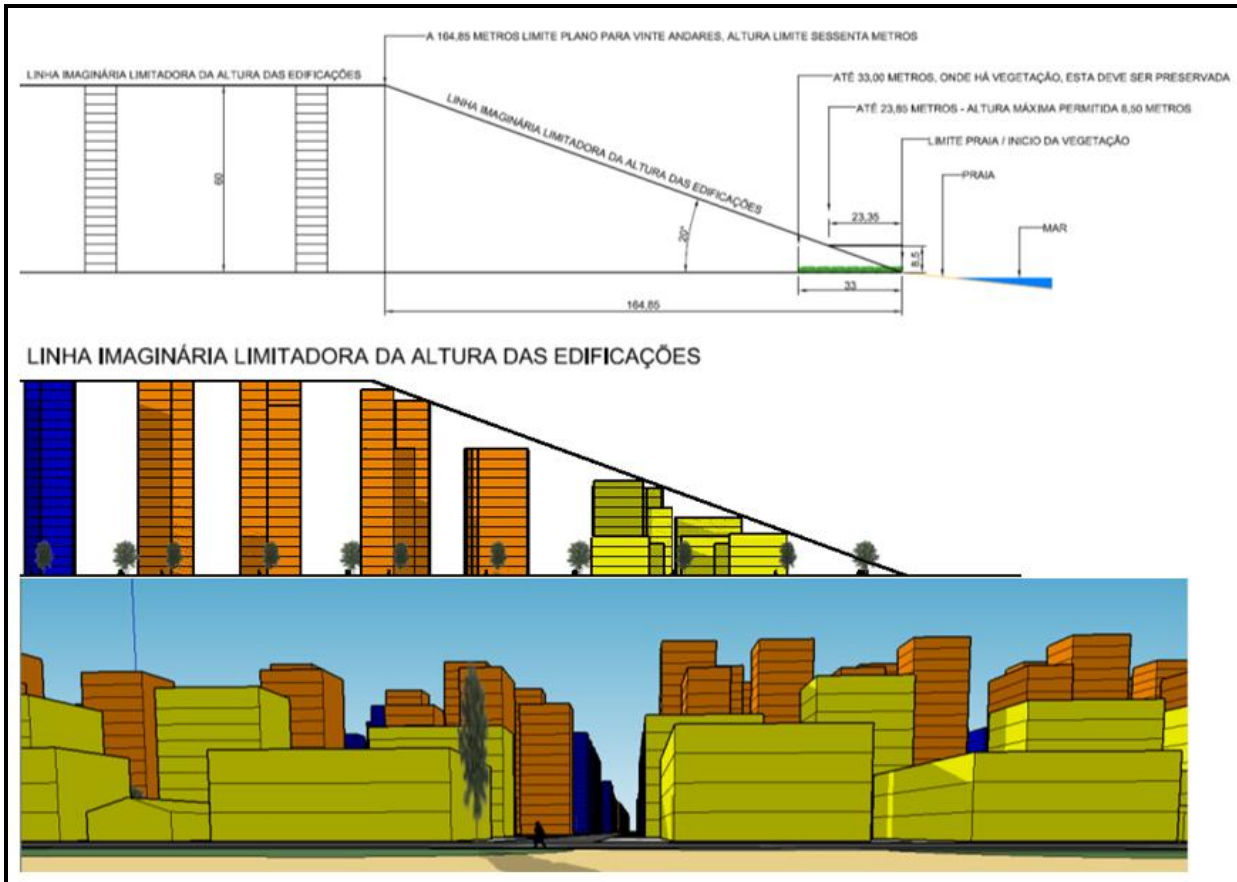 A 164,85 METROS LIMITE PLANO PARA VINTE ANDARES, ALTURA LIMITE SESSENTA METROS
LINHA IMAGINÁRIA LIMITADORA DA ALTURA DAS EDIFICAÇÕES
ATÉ 33,00 METROS, ONDE HÁ VEGETAÇÃO, ESTA DEVE SER PRESERVADA
LINHA IMAGINÁRIA LIMITADORA DA ALTURA DAS EDIFICAÇÕES
ATÉ 23,85 METROS - ALTURA MÁXIMA PERMITIDA 8,50 METROS
LIMITE PRAIA / INICIO DA VEGETAÇÃO
PRAIA
60
23,35
MAR
20°
8,5
33
164,85
LINHA IMAGINÁRIA LIMITADORA DA ALTURA DAS EDIFICAÇÕES